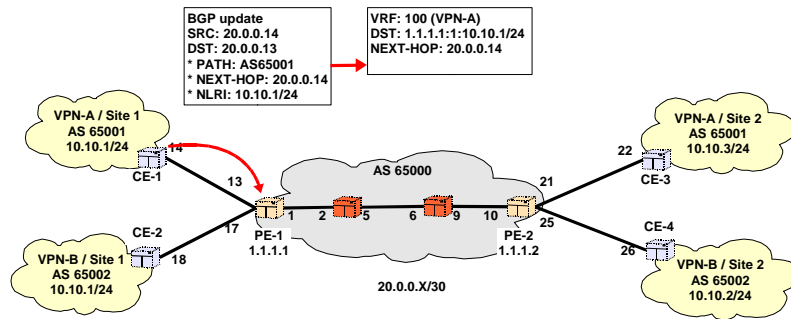 BGP update
SRC: 20.0.0.14
DST: 20.0.0.13
* PATH: AS65001
* NEXT-HOP: 20.0.0.14
* NLRI: 10.10.1/24
VRF: 100 (VPN-A)
DST: 1.1.1.1:1:10.10.1/24
NEXT-HOP: 20.0.0.14
VPN-A / Site 1
AS 65001
10.10.1/24
14
CE-1
13
AS 65000
VPN-A / Site 2
AS 65001
10.10.3/24
22
CE-3
21
1
2
5
6
9
10
25
PE-1
1.1.1.1
PE-2
1.1.1.2
17
CE-2
18
VPN-B / Site 1
AS 65002
10.10.1/24
CE-4
26
VPN-B / Site 2
AS 65002
10.10.2/24
20.0.0.X/30